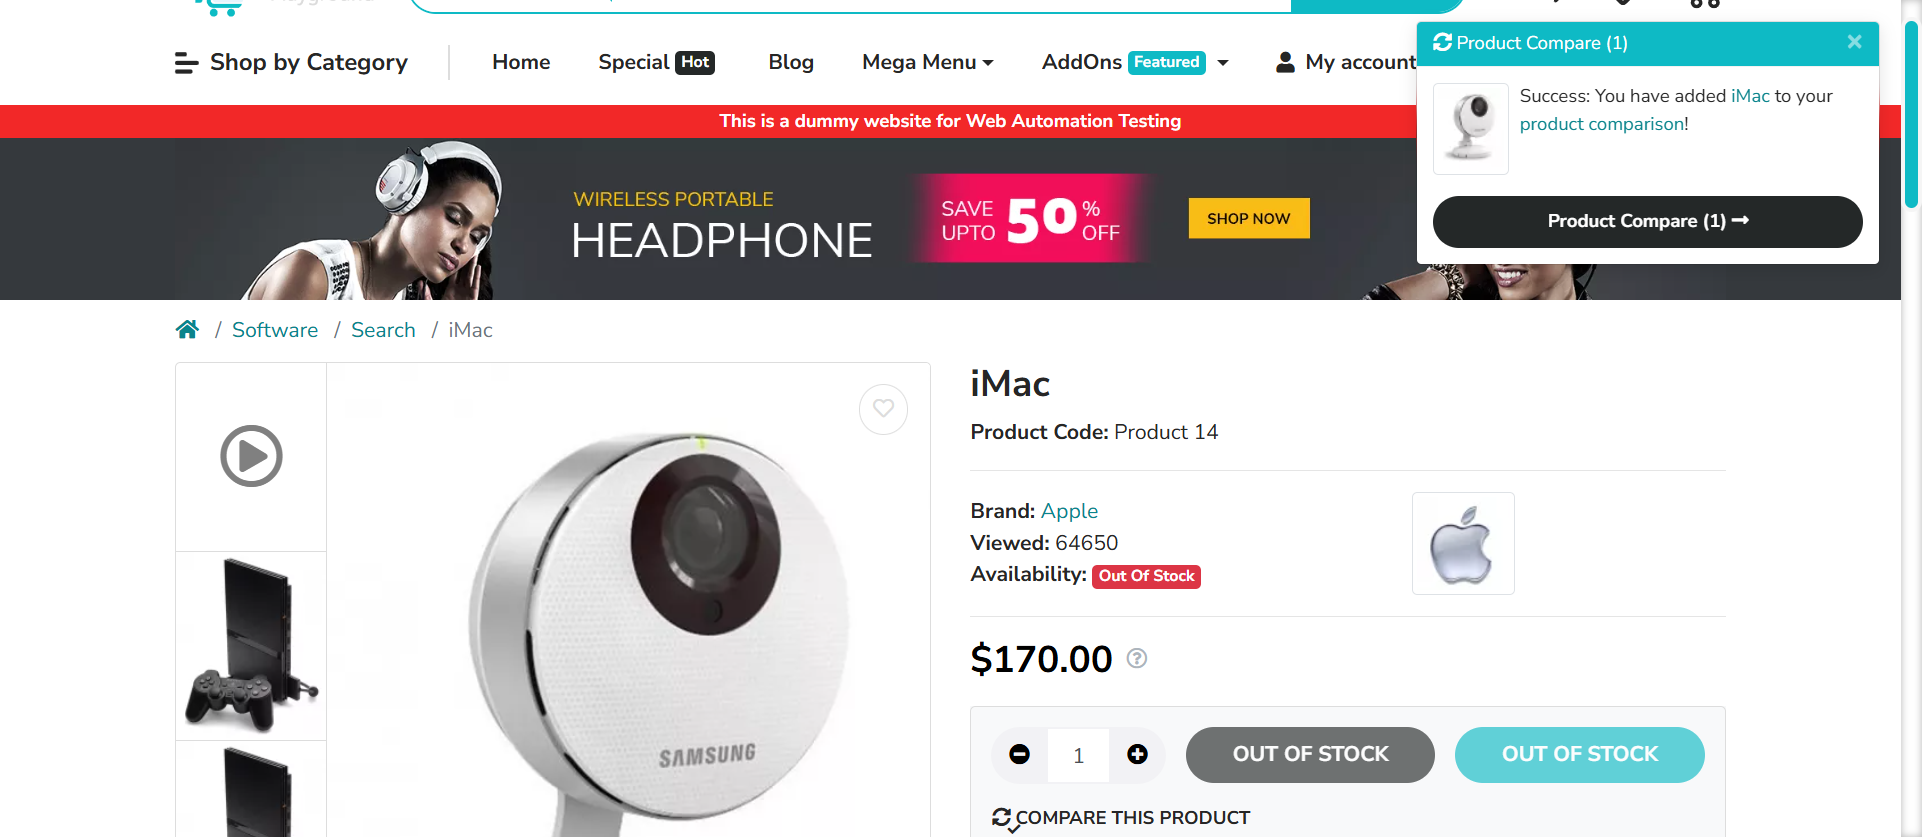 Shop by Category
Home
Special Hot
Blog
Mega Menu
AddOns Featured
My account
Product Compare (1)
Success: You have added iMac to your
product comparison!
Product Compare (1)
This is a dummy website for Web Automation Testing
WIRELESS PORTABLE
HEADPHONE
SAVE
UPTO
50
%
OFF
SHOP NOW
/ Software / Search / iMac
iMac
Product Code: Product 14
Brand: Apple
Viewed: 64650
Availability: Out Of Stock
$170.00
SAMSUNG
1
OUT OF STOCK
OUT OF STOCK
COMPARE THIS PRODUCT